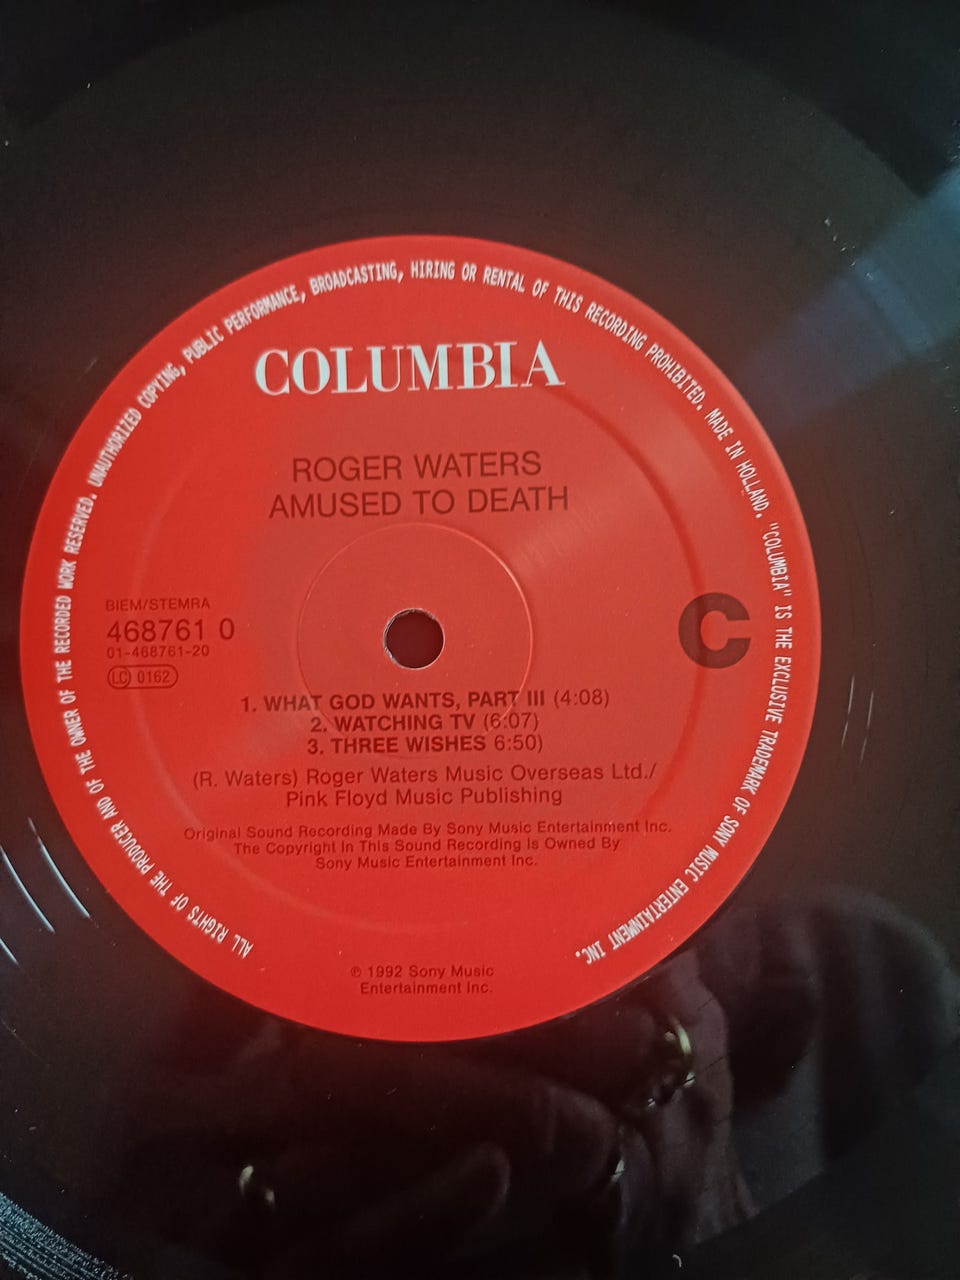 ALL RIGHTS OF THE PRODUCER AND OF THE OWNER OF THE RECORDED WORK RESERVED. UNAUTHORIZED COPYING, PUBLIC PERFORMANCE, BROADCASTING, HIRING OR RENTAL OF THIS RECORDING PROHIBITED. MADE IN HOLLAND. "COLUMBIA" IS THE EXCLUSIVE TRADEMARK OF SONY MUSIC ENTERTAINMENT INC.
COLUMBIA
ROGER WATERS
AMUSED TO DEATH
BIEM/STEMRA
468761 0
01-468761-20
LC 0162
C
1. WHAT GOD WANTS, PART III (4:08)
2. WATCHING TV (6:07)
3. THREE WISHES 6:50)
(R. Waters) Roger Waters Music Overseas Ltd./
Pink Floyd Music Publishing
Original Sound Recording Made By Sony Music Entertainment Inc.
The Copyright In This Sound Recording Is Owned By
Sony Music Entertainment Inc.
℗ 1992 Sony Music
Entertainment Inc.